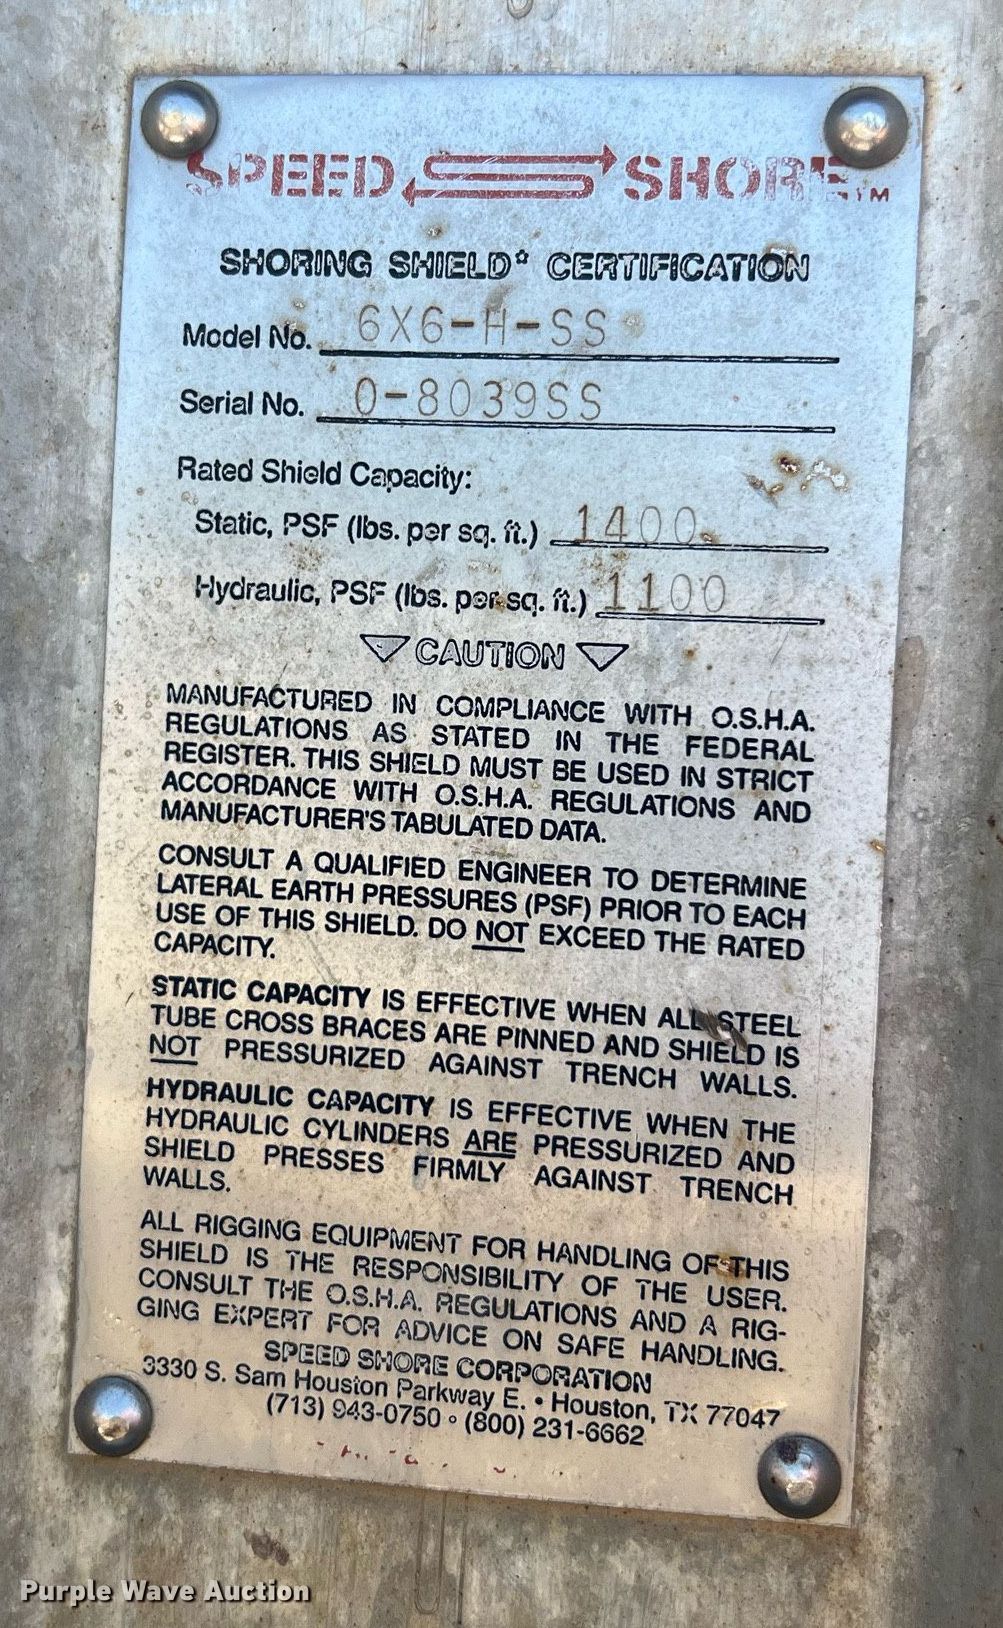 SPEED SHORE TM
SHORING SHIELD* CERTIFICATION
Model No. 6X6-H-SS
Serial No. 0-8039SS
Rated Shield Capacity:
Static, PSF (lbs. per sq. ft.) 1400
Hydraulic, PSF (lbs. per sq. ft.) 1100
CAUTION
MANUFACTURED IN COMPLIANCE WITH O.S.H.A.
REGULATIONS AS STATED IN THE FEDERAL
REGISTER. THIS SHIELD MUST BE USED IN STRICT
ACCORDANCE WITH O.S.H.A. REGULATIONS AND
MANUFACTURER'S TABULATED DATA.
CONSULT A QUALIFIED ENGINEER TO DETERMINE
LATERAL EARTH PRESSURES (PSF) PRIOR TO EACH
USE OF THIS SHIELD. DO NOT EXCEED THE RATED
CAPACITY.
STATIC CAPACITY IS EFFECTIVE WHEN ALL STEEL
TUBE CROSS BRACES ARE PINNED AND SHIELD IS
NOT PRESSURIZED AGAINST TRENCH WALLS.
HYDRAULIC CAPACITY IS EFFECTIVE WHEN THE
HYDRAULIC CYLINDERS ARE PRESSURIZED AND
SHIELD PRESSES FIRMLY AGAINST TRENCH
WALLS.
ALL RIGGING EQUIPMENT FOR HANDLING OF THIS
SHIELD IS THE RESPONSIBILITY OF THE USER.
CONSULT THE O.S.H.A. REGULATIONS AND A RIG-
GING EXPERT FOR ADVICE ON SAFE HANDLING.
SPEED SHORE CORPORATION
3330 S. Sam Houston Parkway E. • Houston, TX 77047
(713) 943-0750 • (800) 231-6662
Purple Wave Auction